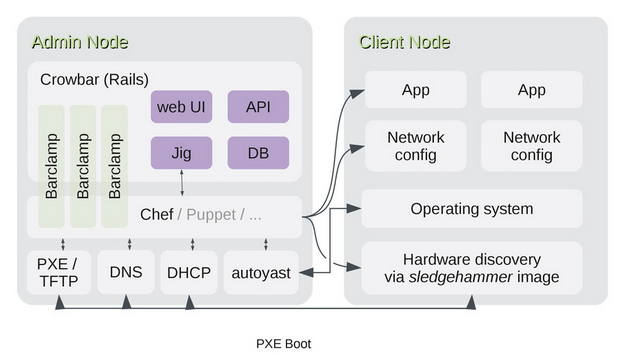 Admin Node
Crowbar (Rails)
web UI
API
Jig
DB
Barclamp
Barclamp
Barclamp
Chef / Puppet / ...
PXE /
TFTP
DNS
DHCP
autoyast
Client Node
App
App
Network
config
Network
config
Operating system
Hardware discovery
via sledgehammer image
PXE Boot